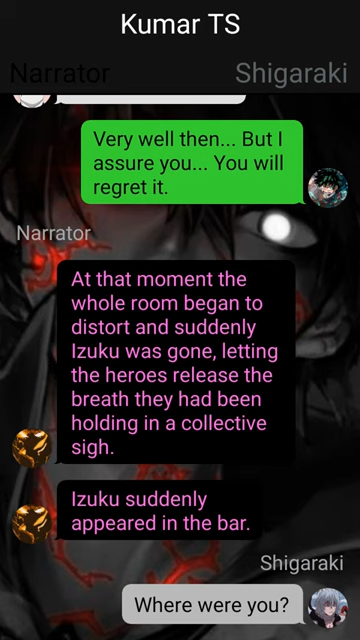 Kumar TS
Narrator
Shigaraki
Very well then... But I
assure you... You will
regret it.
Narrator
At that moment the
whole room began to
distort and suddenly
Izuku was gone, letting
the heroes release the
breath they had been
holding in a collective
sigh.
Izuku suddenly
appeared in the bar.
Shigaraki
Where were you?